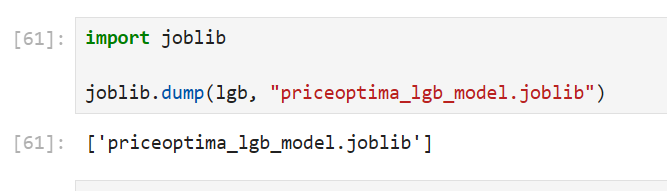 [61]: import joblib
joblib.dump(lgb, "priceoptima_lgb_model.joblib")
[61]: ['priceoptima_lgb_model.joblib']